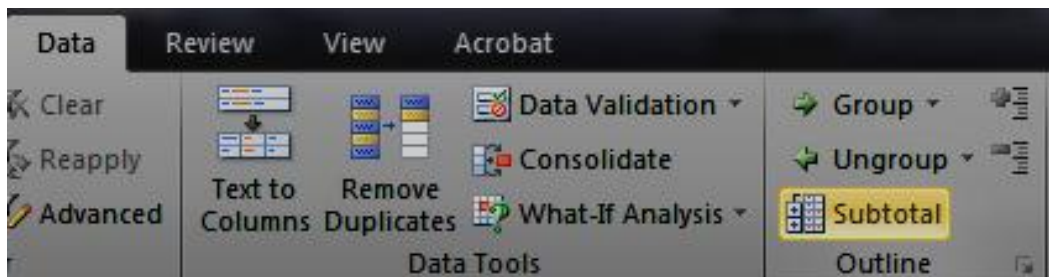 Data Review View Acrobat
Clear
Reapply
Advanced
Text to
Columns
Remove
Duplicates
Data Validation
Consolidate
What-If Analysis
Data Tools
Group
Ungroup
Subtotal
Outline